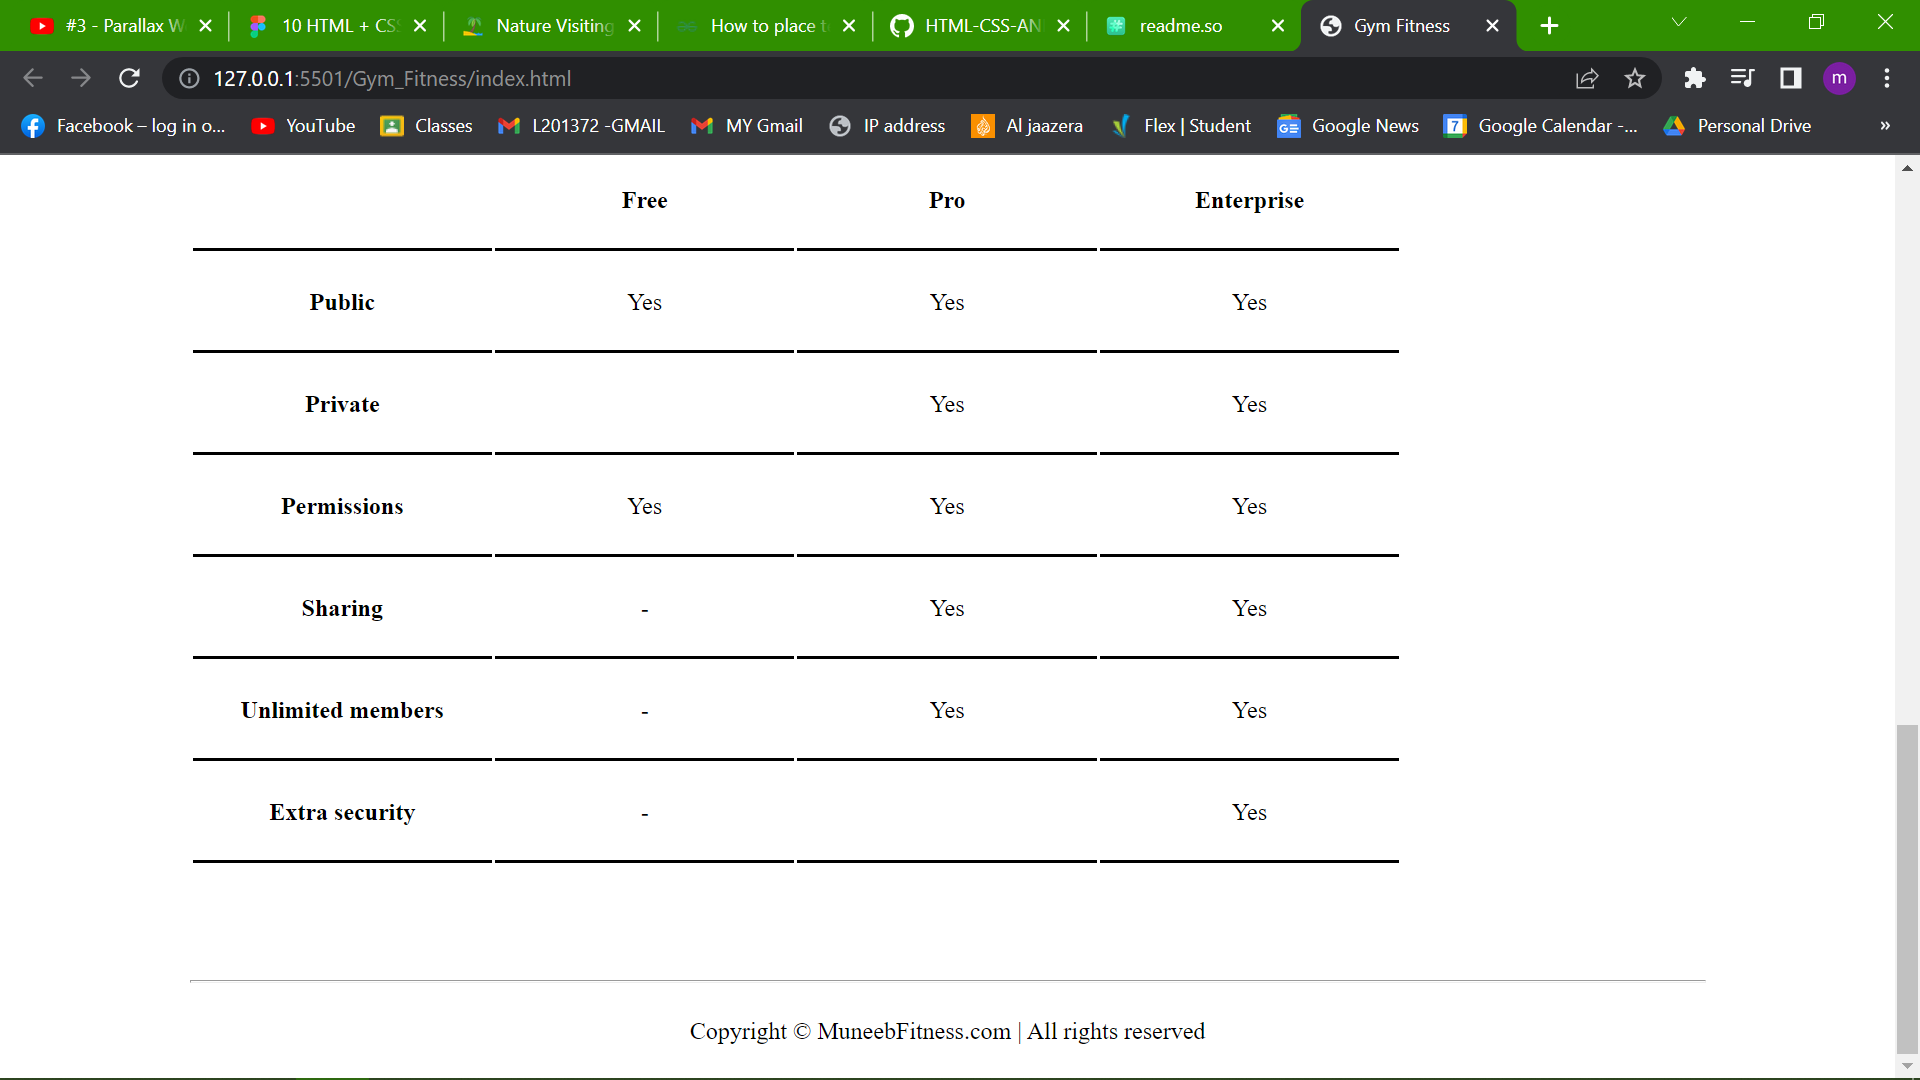 #3 - Parallax W
10 HTML + CS
Nature Visiting
How to place t
HTML-CSS-AN
readme.so
Gym Fitness
127.0.0.1:5501/Gym_Fitness/index.html
m
Facebook – log in o...
YouTube
Classes
L201372 -GMAIL
MY Gmail
IP address
Al jaazera
Flex | Student
GE
Google News
7
Google Calendar -...
Personal Drive
»
Free Pro Enterprise
Public Yes Yes Yes
Private Yes Yes
Permissions Yes Yes Yes
Sharing - Yes Yes
Unlimited members - Yes Yes
Extra security - Yes
Copyright © MuneebFitness.com | All rights reserved